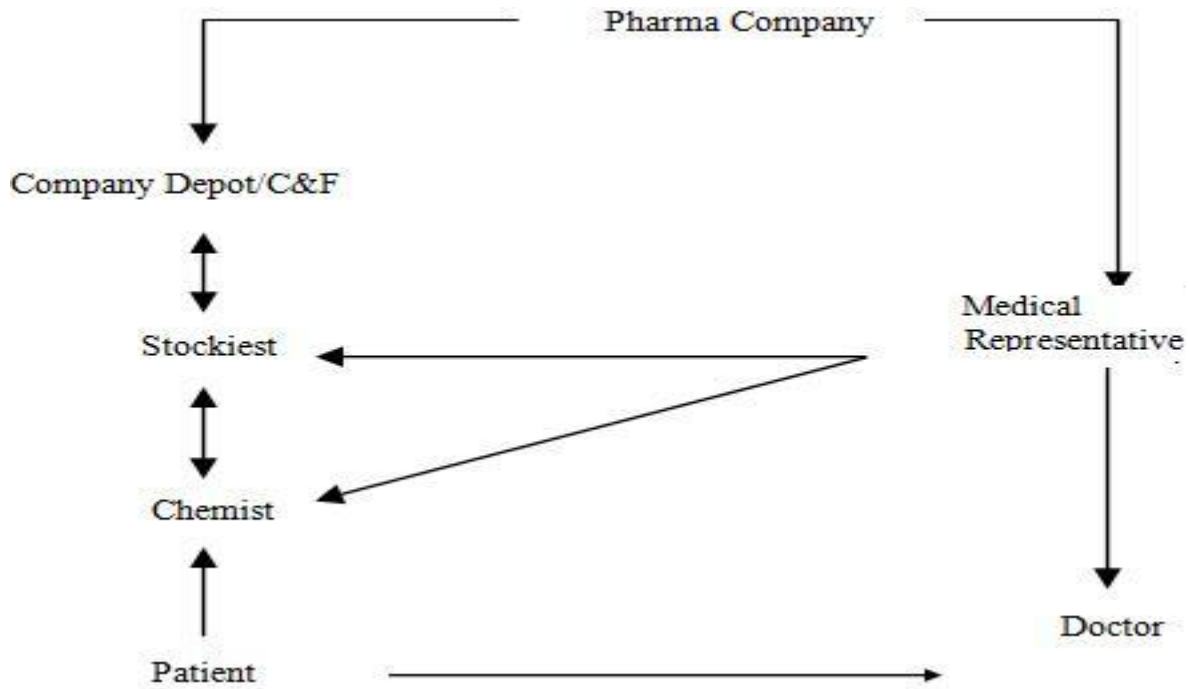 Pharma Company
Company Depot/C&F
Medical
Representative
Stockiest
Chemist
Doctor
Patient